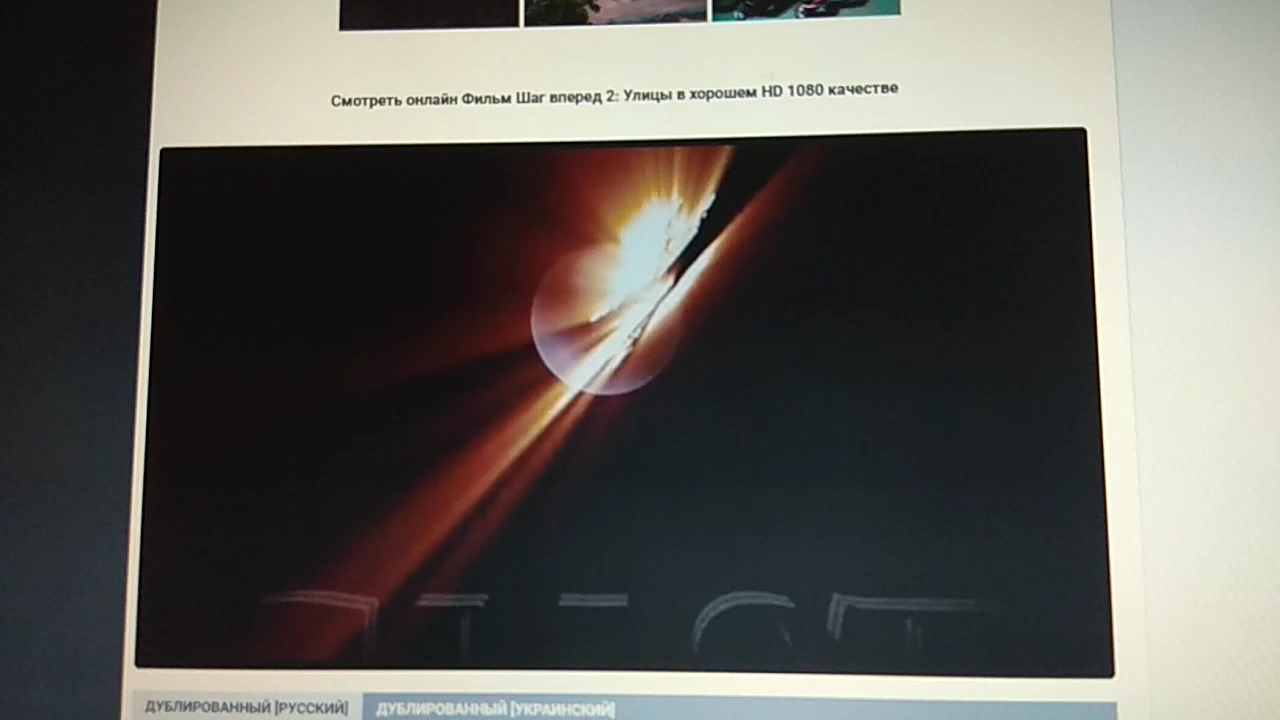 Смотреть онлайн Фильм Шаг вперед 2: Улицы в хорошем HD 1080 качестве
ДУБЛИРОВАННЫЙ [РУССКИЙ]
ДУБЛИРОВАННЫЙ [УКРАИНСКИЙ]